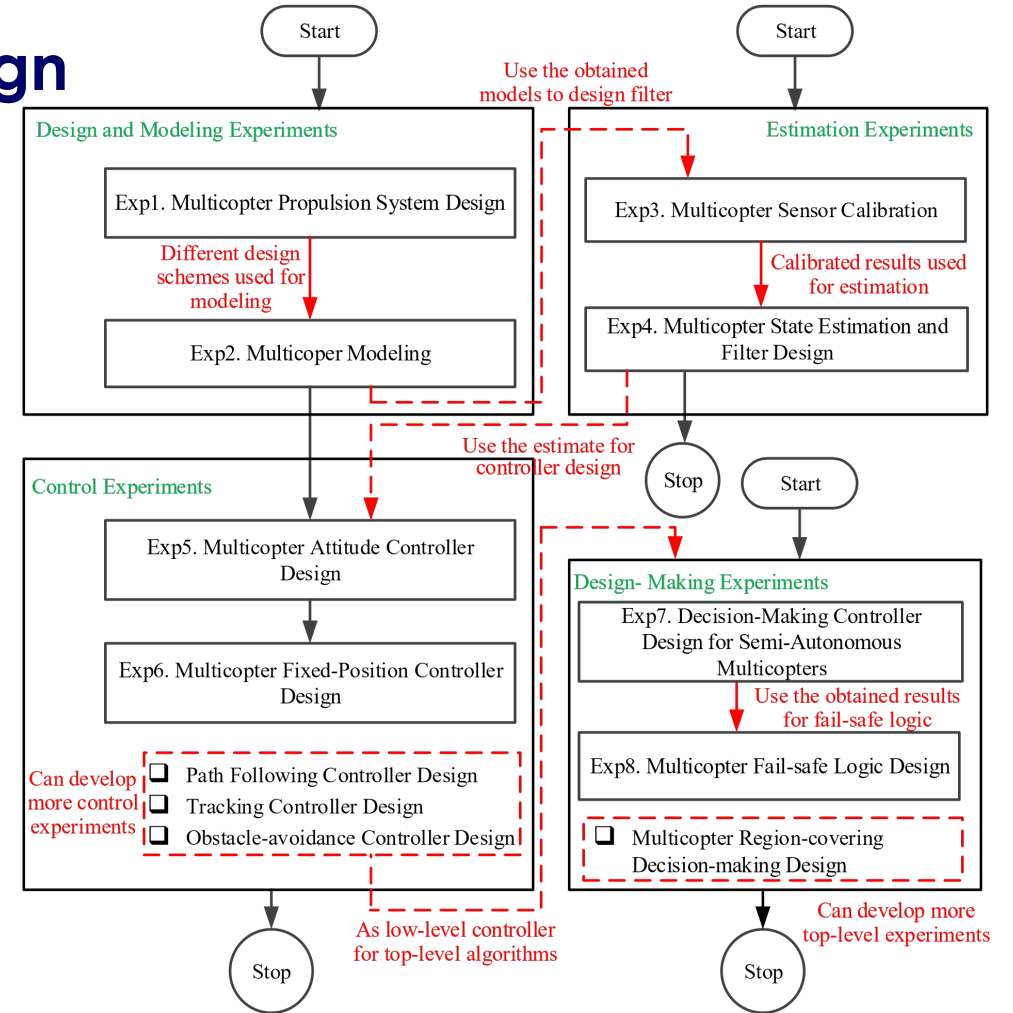 ign
Start
Start
Use the obtained
models to design filter
Design and Modeling Experiments
Exp1. Multicopter Propulsion System Design
Different design
schemes used for
modeling
Exp2. Multicoper Modeling
Estimation Experiments
Exp3. Multicopter Sensor Calibration
Calibrated results used
for estimation
Exp4. Multicopter State Estimation and
Filter Design
Use the estimate for
controller design
Stop
Start
Control Experiments
Exp5. Multicopter Attitude Controller
Design
Exp6. Multicopter Fixed-Position Controller
Design
Can develop
more control
experiments
Path Following Controller Design
Tracking Controller Design
Obstacle-avoidance Controller Design
As low-level controller
for top-level algorithms
Stop
Design- Making Experiments
Exp7. Decision-Making Controller
Design for Semi-Autonomous
Multicopters
Use the obtained results
for fail-safe logic
Exp8. Multicopter Fail-safe Logic Design
Multicopter Region-covering
Decision-making Design
Can develop more
top-level experiments
Stop